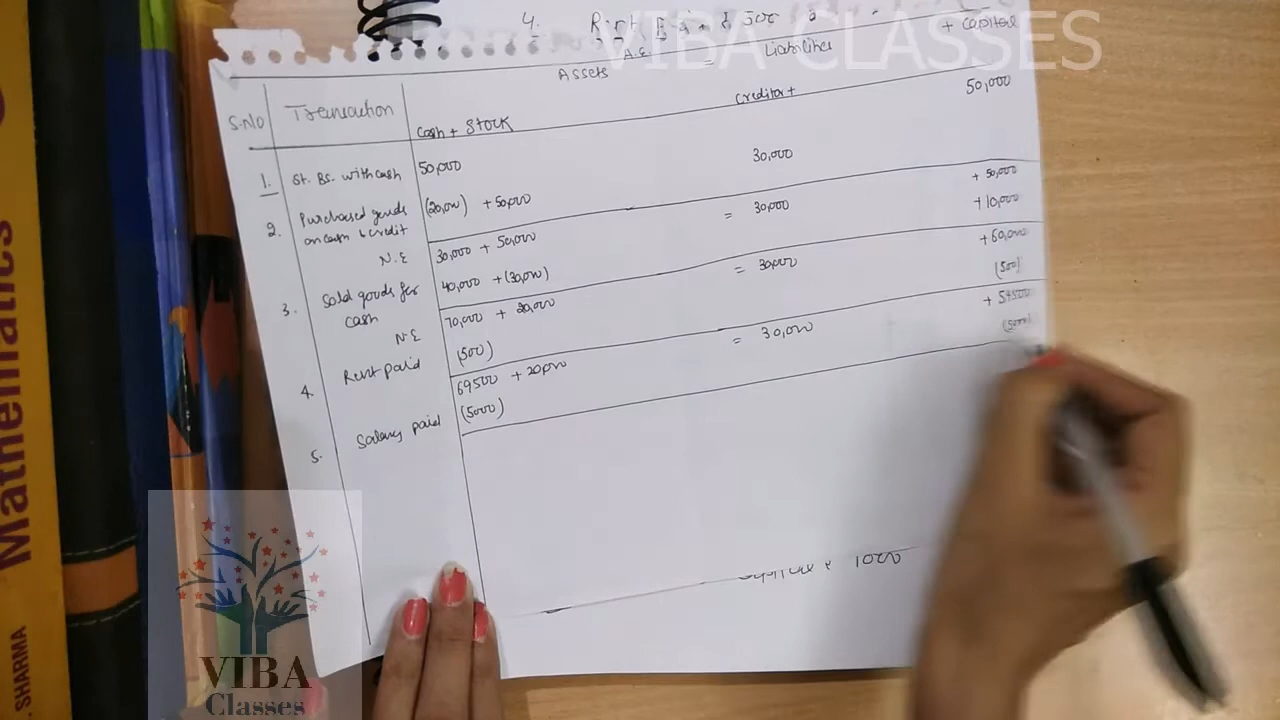 VIBA CLASSES
4.
A.E
Assets = Liabilities + Capital
S.NO Transaction Cash + Stock Creditor + 50,000
1. St. Bs. with cash 50,000
30,000
2. Purchased goods (20,000) + 50,000
on cash & credit
+ 50,000
N.E 30,000 + 50,000 = 30,000 + 10,000
3. Sold goods for 40,000 + (30,000)
cash
+ 60,000
N.E 70,000 + 20,000 = 30,000 (500)
4. Rent paid (500)
69500 + 20,000 = 30,000 + 59500
5. Salary paid (5000) (5000)
VIBA
Classes
Mathematics
. SHARMA